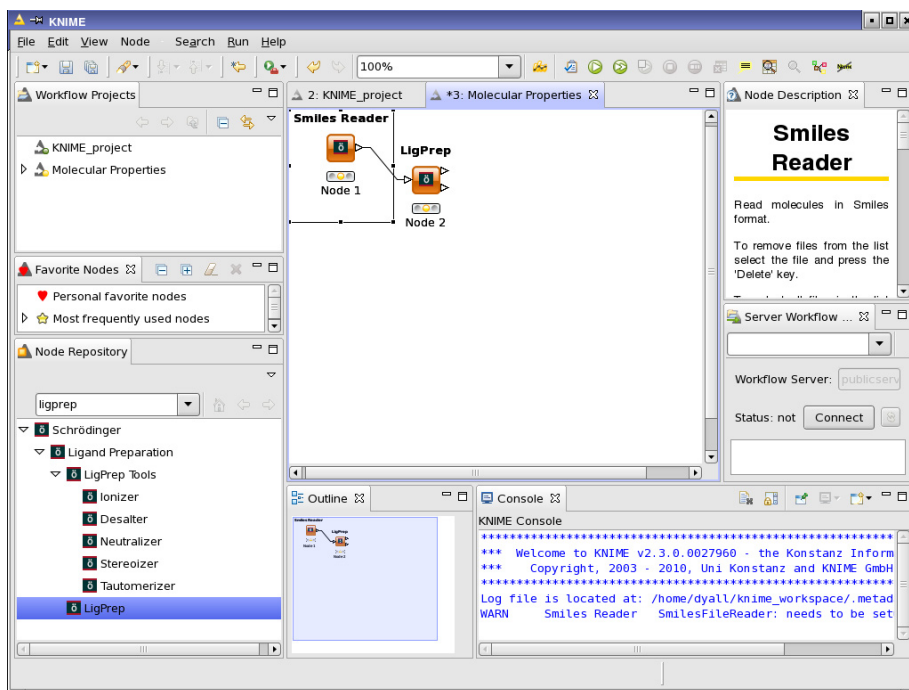 KNIME
File Edit View Node Search Run Help
100%
Workflow Projects
KNIME_project
Molecular Properties
Favorite Nodes
Personal favorite nodes
Most frequently used nodes
Node Repository
ligprep
Schrödinger
Ligand Preparation
LigPrep Tools
Ionizer
Desalter
Neutralizer
Stereoizer
Tautomerizer
LigPrep
2: KNIME_project
*3: Molecular Properties
Smiles Reader
Node 1
LigPrep
Node 2
Outline
Console
KNIME Console
*** Welcome to KNIME v2.3.0.0027960 - the Konstanz Inform
*** Copyright, 2003 - 2010, Uni Konstanz and KNIME GmbH
Log file is located at: /home/dyall/knime_workspace/.metad
WARN Smiles Reader SmilesFileReader: needs to be set
Node Description
Smiles
Reader
Read molecules in Smiles
format.
To remove files from the list
select the file and press the
'Delete' key.
Server Workflow ...
Workflow Server: publicserv
Status: not Connect